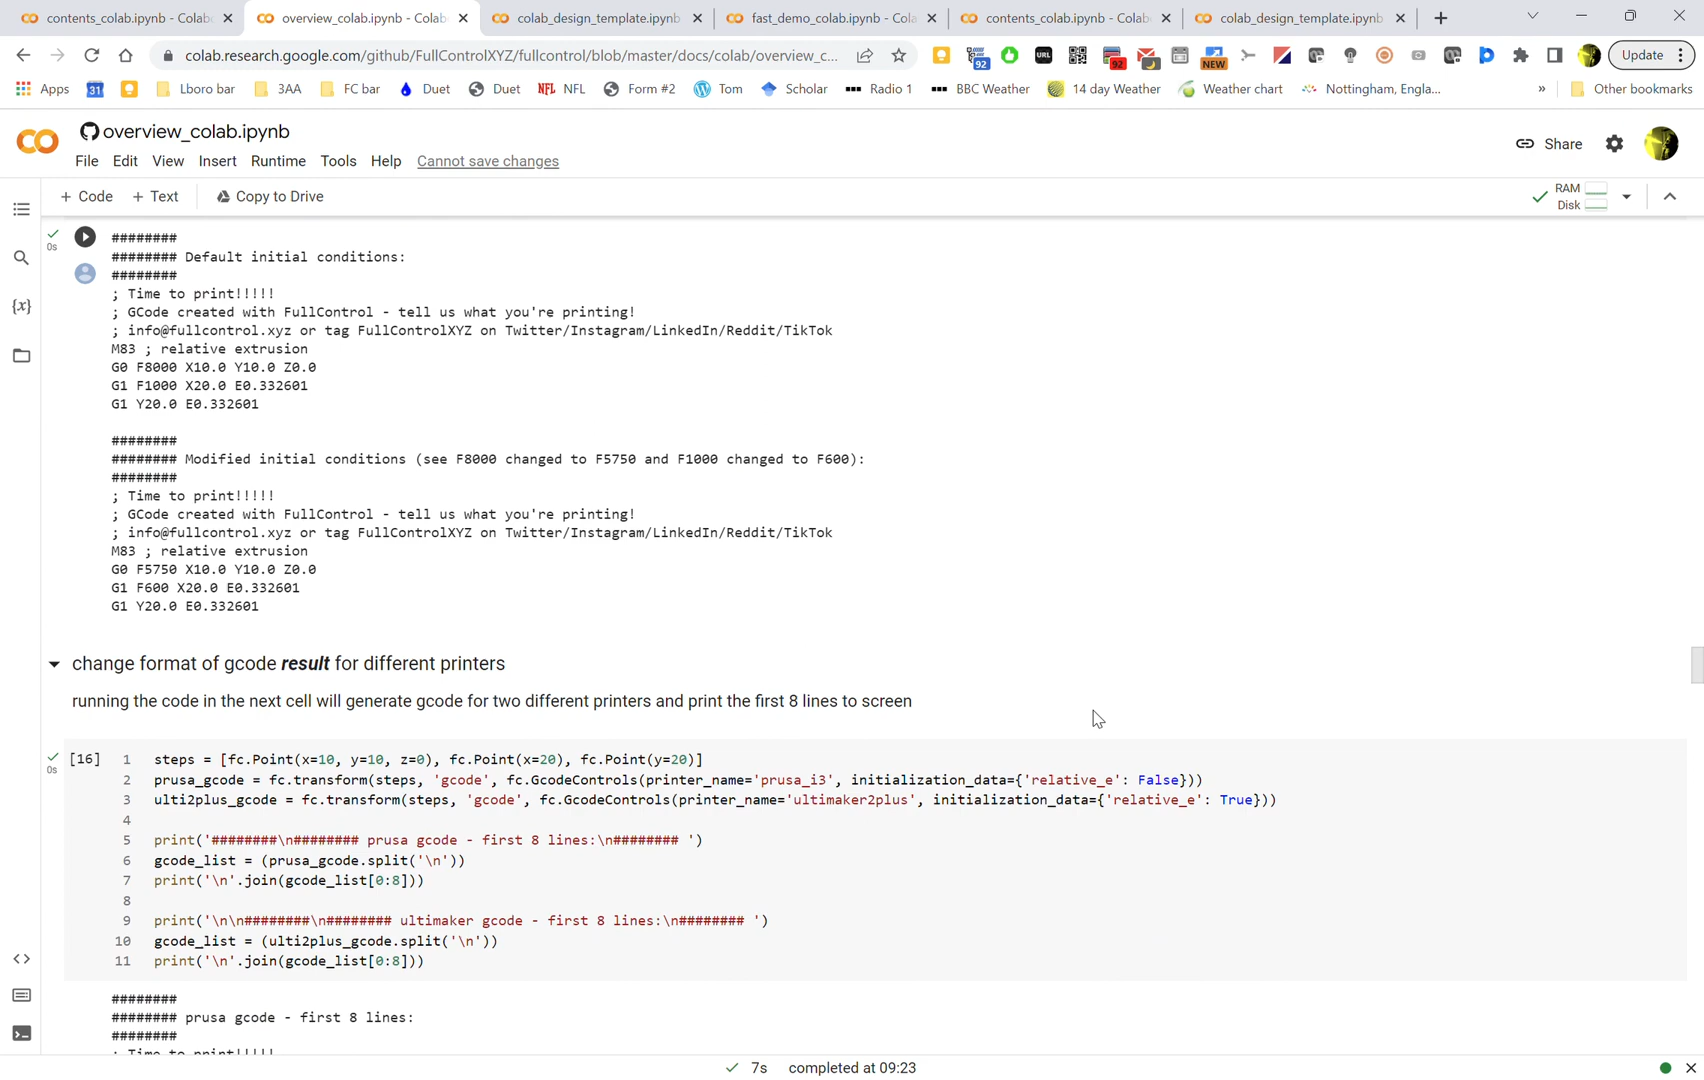 contents_colab.ipynb - Colab
overview_colab.ipynb - Colab
colab_design_template.ipynb
fast_demo_colab.ipynb - Cola
contents_colab.ipynb - Colab
colab_design_template.ipynb
colab.research.google.com/github/FullControlXYZ/fullcontrol/blob/master/docs/colab/overview_c...
92
URL
92
NEW
Update
Apps
31
Lboro bar
3AA
FC bar
Duet
Duet
NFL
NFL
Form #2
Tom
Scholar
Radio 1
BBC Weather
14 day Weather
Weather chart
Nottingham, Engla...
»
Other bookmarks
overview_colab.ipynb
File Edit View Insert Runtime Tools Help Cannot save changes
Share
+ Code + Text
Copy to Drive
RAM
Disk
0s
########
######## Default initial conditions:
########
; Time to print!!!!!
; GCode created with FullControl - tell us what you're printing!
; info@fullcontrol.xyz or tag FullControlXYZ on Twitter/Instagram/LinkedIn/Reddit/TikTok
M83 ; relative extrusion
G0 F8000 X10.0 Y10.0 Z0.0
G1 F1000 X20.0 E0.332601
G1 Y20.0 E0.332601
########
######## Modified initial conditions (see F8000 changed to F5750 and F1000 changed to F600):
########
; Time to print!!!!!
; GCode created with FullControl - tell us what you're printing!
; info@fullcontrol.xyz or tag FullControlXYZ on Twitter/Instagram/LinkedIn/Reddit/TikTok
M83 ; relative extrusion
G0 F5750 X10.0 Y10.0 Z0.0
G1 F600 X20.0 E0.332601
G1 Y20.0 E0.332601
change format of gcode result for different printers
running the code in the next cell will generate gcode for two different printers and print the first 8 lines to screen
0s
[16]
1 steps = [fc.Point(x=10, y=10, z=0), fc.Point(x=20), fc.Point(y=20)]
2 prusa_gcode = fc.transform(steps, 'gcode', fc.GcodeControls(printer_name='prusa_i3', initialization_data={'relative_e': False}))
3 ulti2plus_gcode = fc.transform(steps, 'gcode', fc.GcodeControls(printer_name='ultimaker2plus', initialization_data={'relative_e': True}))
4
5 print('########\n######## prusa gcode - first 8 lines:\n######## ')
6 gcode_list = (prusa_gcode.split('\n'))
7 print('\n'.join(gcode_list[0:8]))
8
9 print('\n\n########\n######## ultimaker gcode - first 8 lines:\n######## ')
10 gcode_list = (ulti2plus_gcode.split('\n'))
11 print('\n'.join(gcode_list[0:8]))
########
######## prusa gcode - first 8 lines:
########
; Time to print!!!!!
7s completed at 09:23